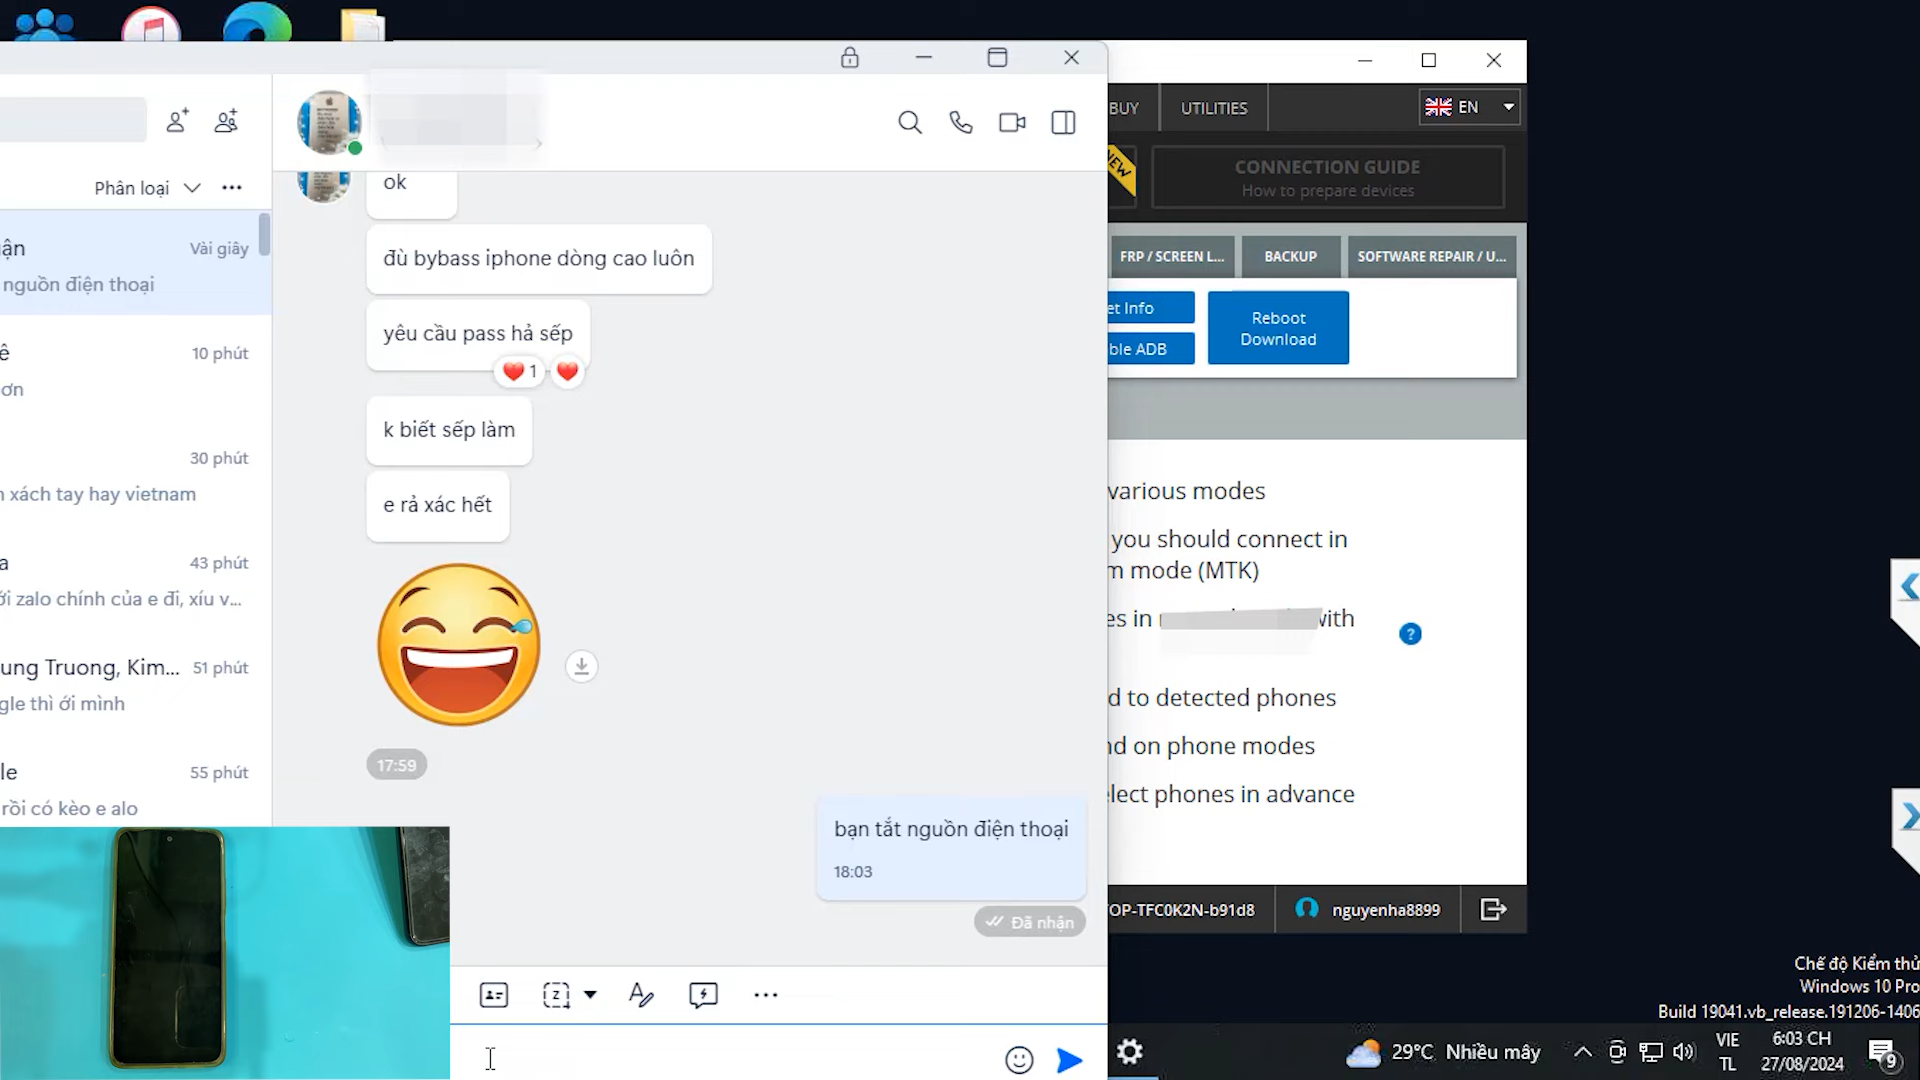 Phân loại
ận
Vài giây
nguồn điện thoại
ê
10 phút
ơn
30 phút
n xách tay hay vietnam
a
43 phút
ới zalo chính của e đi, xíu v...
ung Truong, Kim...
51 phút
gle thì ới mình
le
55 phút
rồi có kèo e alo
ok
đù bybass iphone dòng cao luôn
yêu cầu pass hả sếp
1
k biết sếp làm
e rả xác hết
17:59
bạn tắt nguồn điện thoại
18:03
Đã nhận
BUY
UTILITIES
EN
NEW
CONNECTION GUIDE
How to prepare devices
FRP / SCREEN L...
BACKUP
SOFTWARE REPAIR / U...
et Info
Reboot
Download
ble ADB
various modes
you should connect in
m mode (MTK)
es in
with
?
d to detected phones
nd on phone modes
elect phones in advance
OP-TFC0K2N-b91d8
nguyenha8899
Chế độ Kiểm thử
Windows 10 Pro
Build 19041.vb_release.191206-1406
29°C Nhiều mây
VIE
TL
6:03 CH
27/08/2024
9